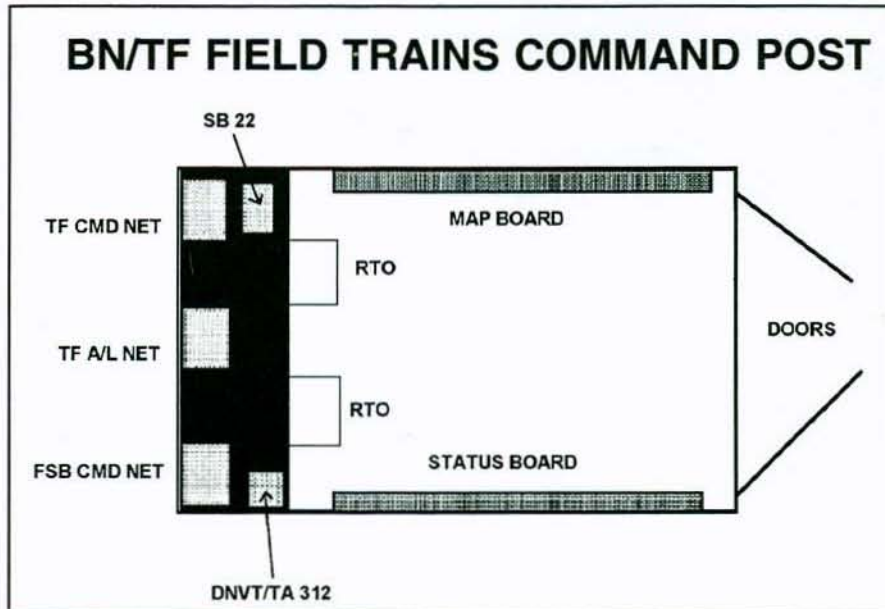 BN/TF FIELD TRAINS COMMAND POST
SB 22
TF CMD NET
MAP BOARD
RTO
DOORS
TF A/L NET
RTO
STATUS BOARD
FSB CMD NET
DNVT/TA 312